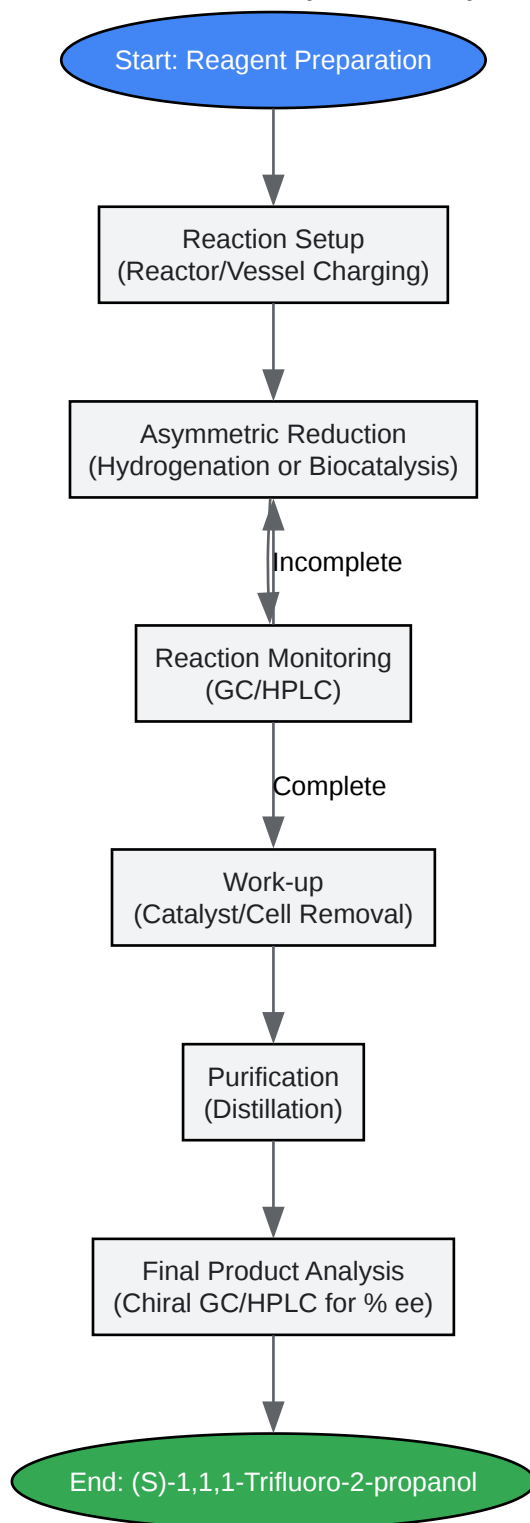 Start: Reagent Preparation
Reaction Setup
(Reactor/Vessel Charging)
Asymmetric Reduction
(Hydrogenation or Biocatalysis)
Incomplete
Reaction Monitoring
(GC/HPLC)
Complete
Work-up
(Catalyst/Cell Removal)
Purification
(Distillation)
Final Product Analysis
(Chiral GC/HPLC for % ee)
End: (S)-1,1,1-Trifluoro-2-propanol